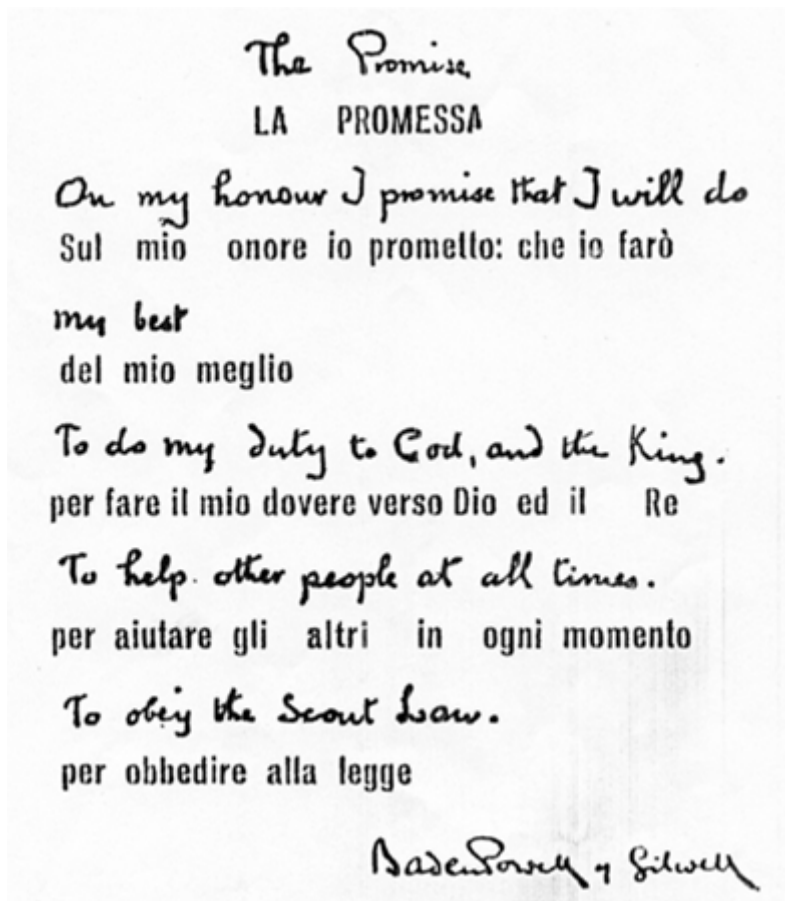 The Promise
LA PROMESSA
On my honour I promise that I will do
Sul mio onore io prometto: che io farò
my best
del mio meglio
To do my duty to God, and the King.
per fare il mio dovere verso Dio ed il Re
To help other people at all times.
per aiutare gli altri in ogni momento
To obey the Scout Law.
per obbedire alla legge
Baden Powell of Gilwell